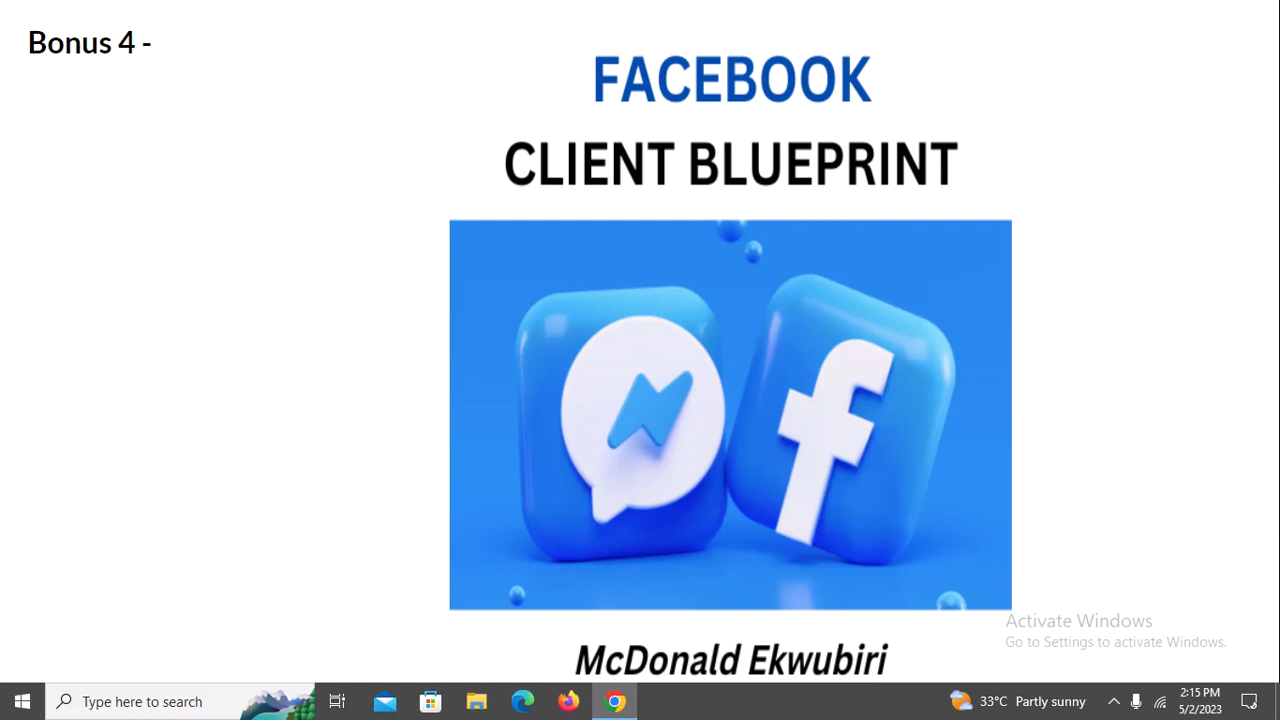 Bonus 4 -
FACEBOOK
CLIENT BLUEPRINT
f
Activate Windows
Go to Settings to activate Windows.
McDonald Ekwubiri
Type here to search
33°C Partly sunny
2:15 PM
5/2/2023